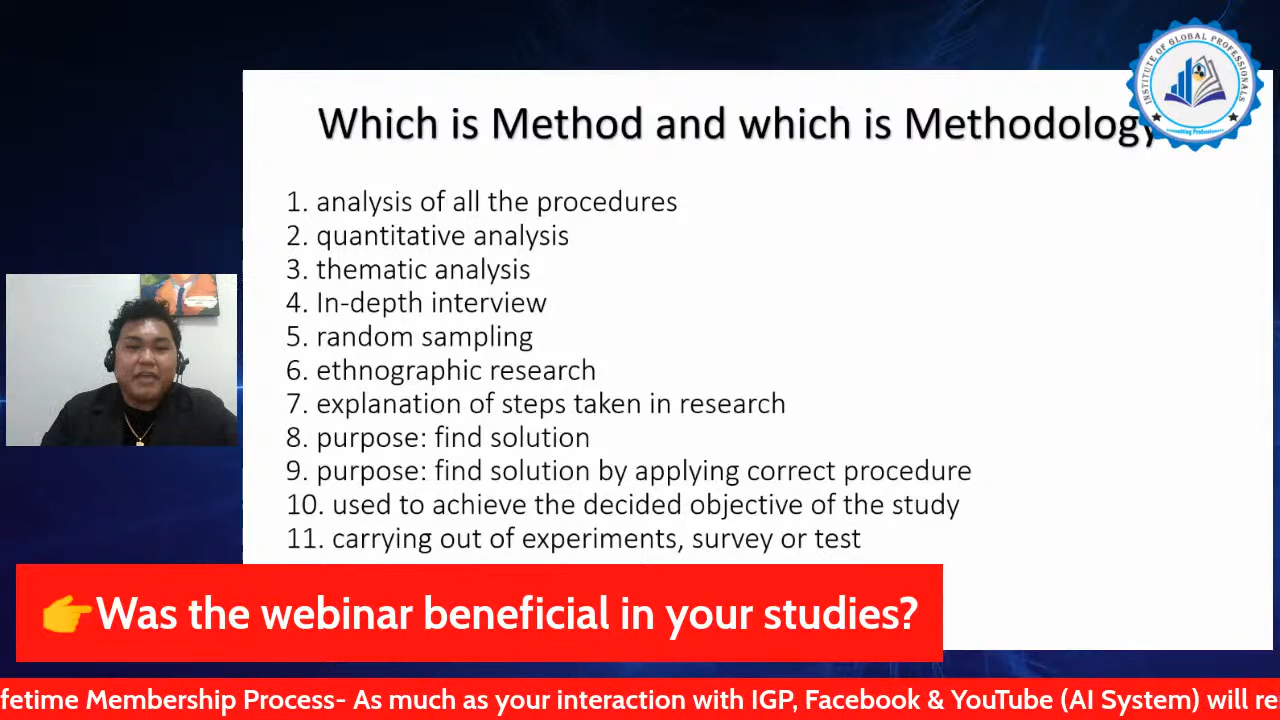 INSTITUTE OF GLOBAL PROFESSIONALS
Which is Method and which is Methodology
1. analysis of all the procedures
2. quantitative analysis
3. thematic analysis
4. In-depth interview
5. random sampling
6. ethnographic research
7. explanation of steps taken in research
8. purpose: find solution
9. purpose: find solution by applying correct procedure
10. used to achieve the decided objective of the study
11. carrying out of experiments, survey or test
👉Was the webinar beneficial in your studies?
fetime Membership Process- As much as your interaction with IGP, Facebook & YouTube (AI System) will re